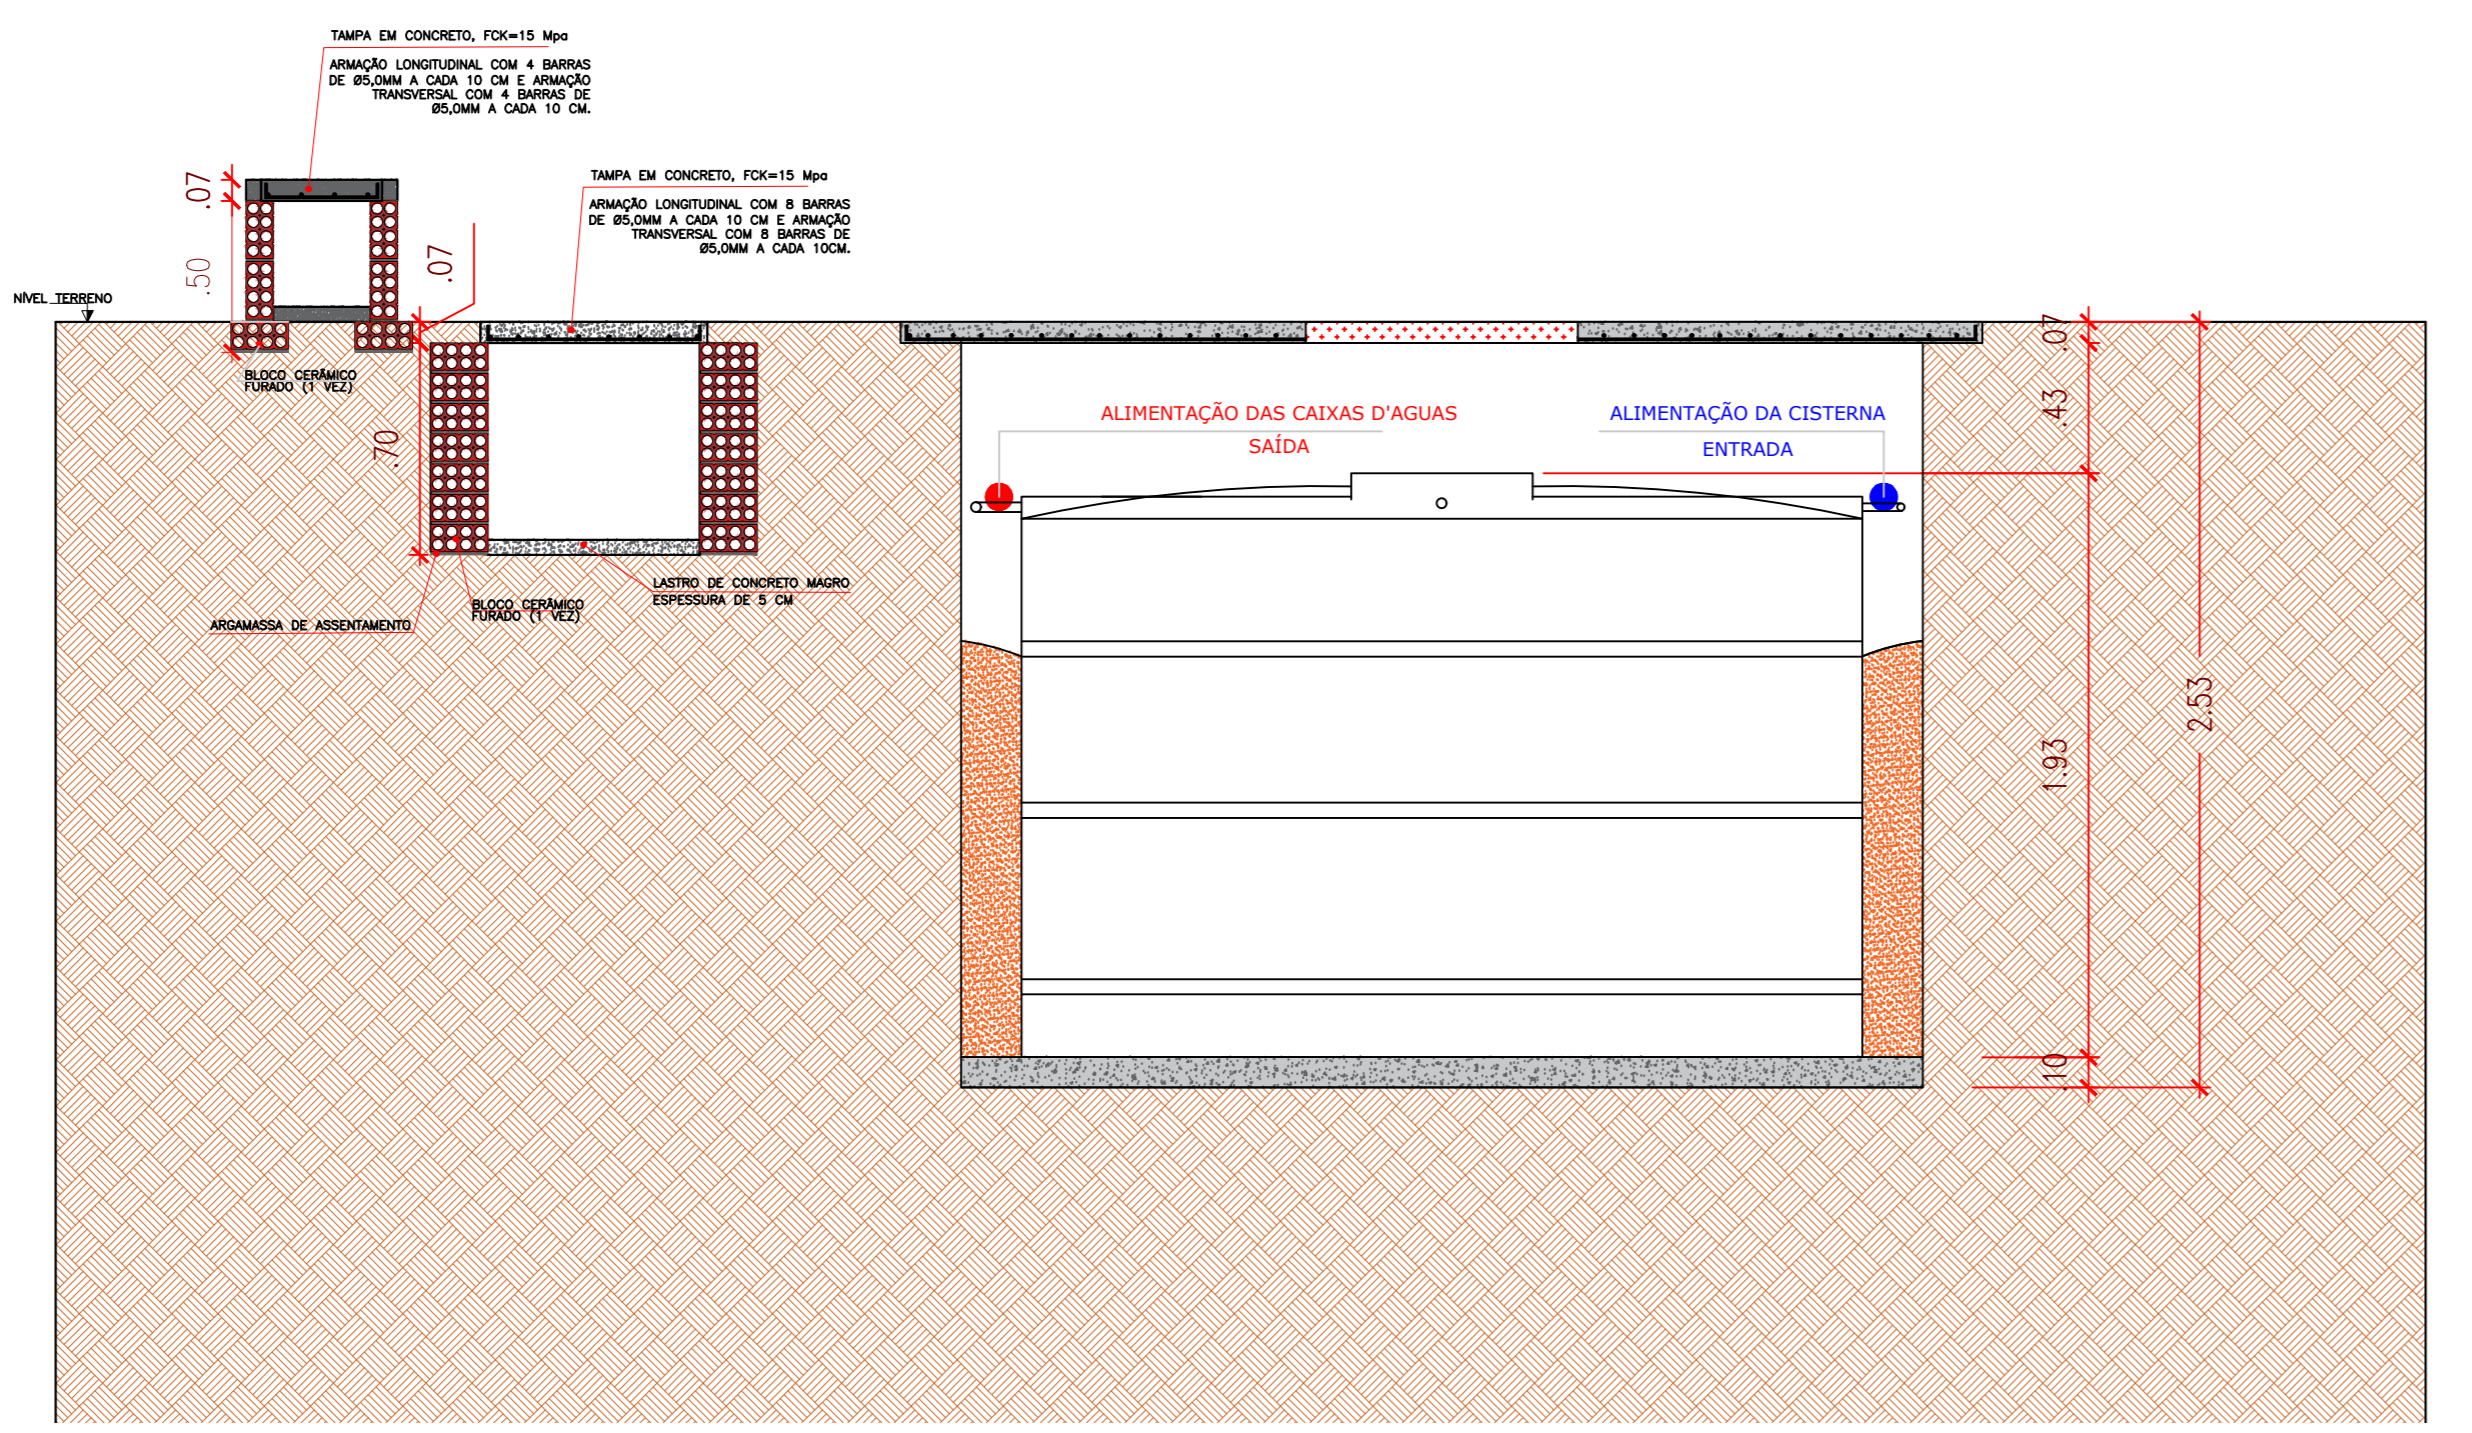 TAMPA EM CONCRETO, FCK=15 Mpa
ARMAÇÃO LONGITUDINAL COM 4 BARRAS
DE Ø5,0MM A CADA 10 CM E ARMAÇÃO
TRANSVERSAL COM 4 BARRAS DE
Ø5,0MM A CADA 10 CM.
TAMPA EM CONCRETO, FCK=15 Mpa
ARMAÇÃO LONGITUDINAL COM 8 BARRAS
DE Ø5,0MM A CADA 10 CM E ARMAÇÃO
TRANSVERSAL COM 8 BARRAS DE
Ø5,0MM A CADA 10CM.
.07
.50
.07
NÍVEL TERRENO
BLOCO CERÂMICO
FURADO (1 VEZ)
.70
ALIMENTAÇÃO DAS CAIXAS D'AGUAS
SAÍDA
ALIMENTAÇÃO DA CISTERNA
ENTRADA
.07
.43
LASTRO DE CONCRETO MAGRO
ESPESSURA DE 5 CM
BLOCO CERÂMICO
FURADO (1 VEZ)
ARGAMASSA DE ASSENTAMENTO
1.93
2.53
.10